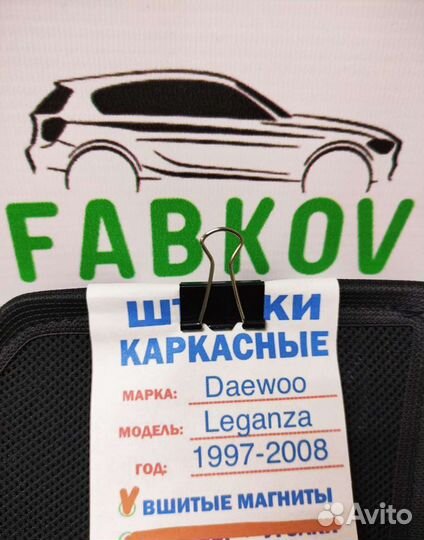 FABKOV
КАРКАСНЫЕ
МАРКА: Daewoo
МОДЕЛЬ: Leganza
ГОД: 1997-2008
ВШИТЫЕ МАГНИТЫ
Avito